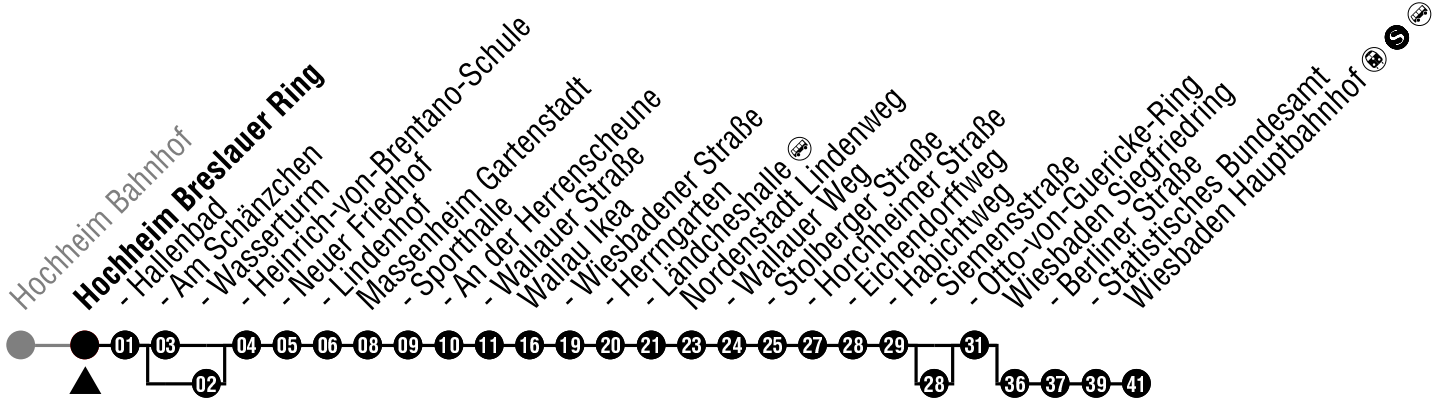 Hochheim Bahnhof
Hochheim Breslauer Ring
- Hallenbad
- Am Schänzchen
- Wasserturm
- Heinrich-von-Brentano-Schule
- Neuer Friedhof
- Lindenhof
Massenheim Gartenstadt
- Sporthalle
- An der Herrenscheune
- Wallauer Straße
Wallau Ikea
- Wiesbadener Straße
- Herrngarten
- Ländcheshalle
Nordenstadt Lindenweg
- Wallauer Weg
- Stolberger Straße
- Horchheimer Straße
- Eichendorffweg
- Habichtweg
- Siemensstraße
- Otto-von-Guericke-Ring
Wiesbaden Siegfriedring
- Berliner Straße
- Statistisches Bundesamt
Wiesbaden Hauptbahnhof S
01 03 04 05 06 08 09 10 11 16 19 20 21 23 24 25 27 28 29 31
02 28 36 37 39 41